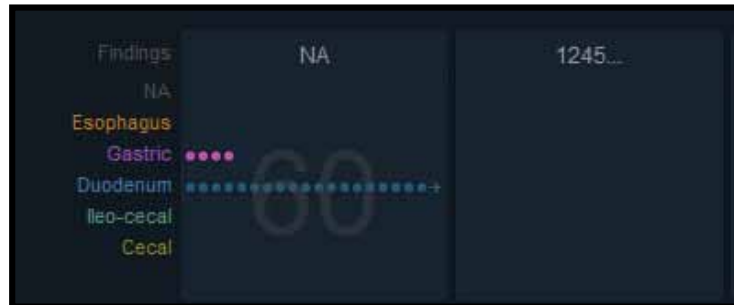 Findings NA 1245...
NA
Esophagus
Gastric
Duodenum
60
Ileo-cecal
Cecal